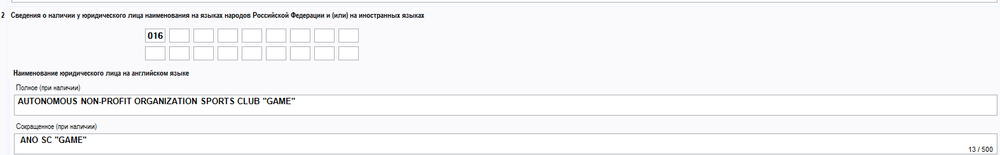 2 Сведения о наличии у юридического лица наименования на языках народов Российской Федерации и (или) на иностранных языках
016
Наименование юридического лица на английском языке
Полное (при наличии)
AUTONOMOUS NON-PROFIT ORGANIZATION SPORTS CLUB "GAME"
Сокращенное (при наличии)
ANO SC "GAME"
13 / 500